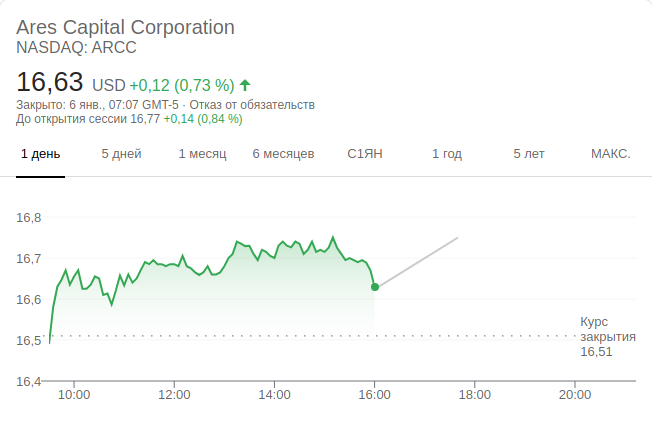 Ares Capital Corporation
NASDAQ: ARCC
16,63 USD +0,12 (0,73 %)
Закрыто: 6 янв., 07:07 GMT-5 · Отказ от обязательств
До открытия сессии 16,77 +0,14 (0,84 %)
1 день 5 дней 1 месяц 6 месяцев С1ЯН 1 год 5 лет МАКС.
16,8
16,7
16,6
16,5
16,4
Курс
закрытия
16,51
10:00 12:00 14:00 16:00 18:00 20:00